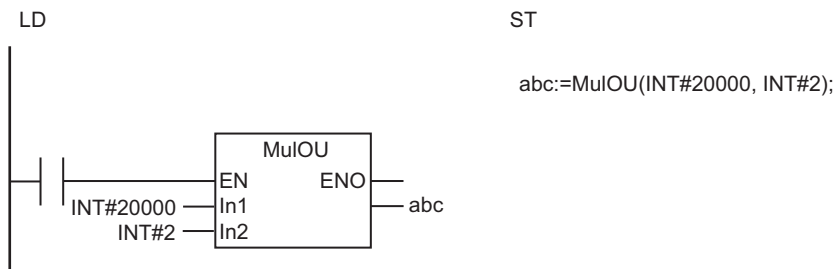 LD
ST
abc:=MulOU(INT#20000, INT#2);
MulOU
EN ENO
INT#20000 In1 abc
INT#2 In2